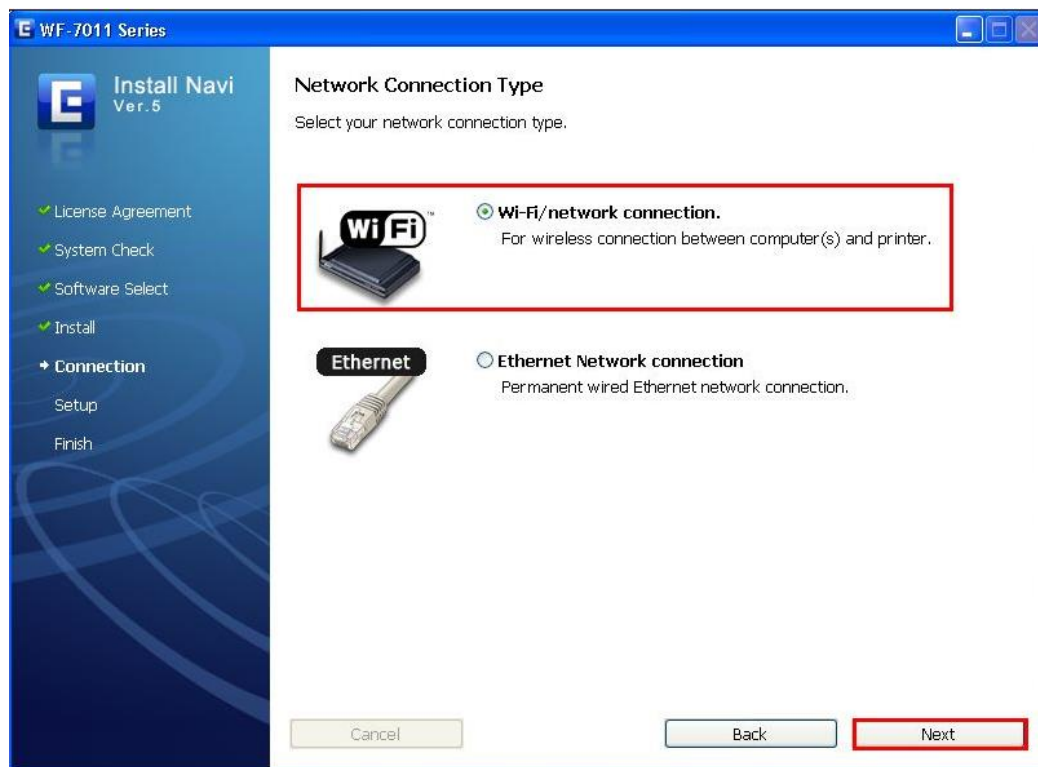 WF-7011 Series
Install Navi
Ver.5
License Agreement
System Check
Software Select
Install
Connection
Setup
Finish
Network Connection Type
Select your network connection type.
Wi Fi™
Wi-Fi/network connection.
For wireless connection between computer(s) and printer.
Ethernet
Ethernet Network connection
Permanent wired Ethernet network connection.
Cancel
Back
Next